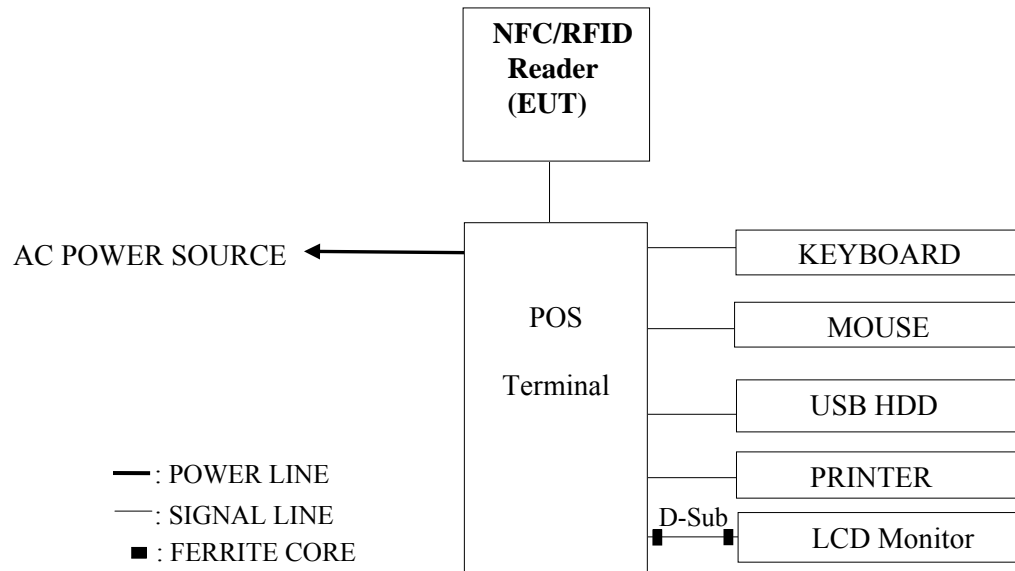 NFC/RFID
Reader
(EUT)
AC POWER SOURCE
POS
Terminal
KEYBOARD
MOUSE
USB HDD
PRINTER
D-Sub
LCD Monitor
: POWER LINE
: SIGNAL LINE
: FERRITE CORE